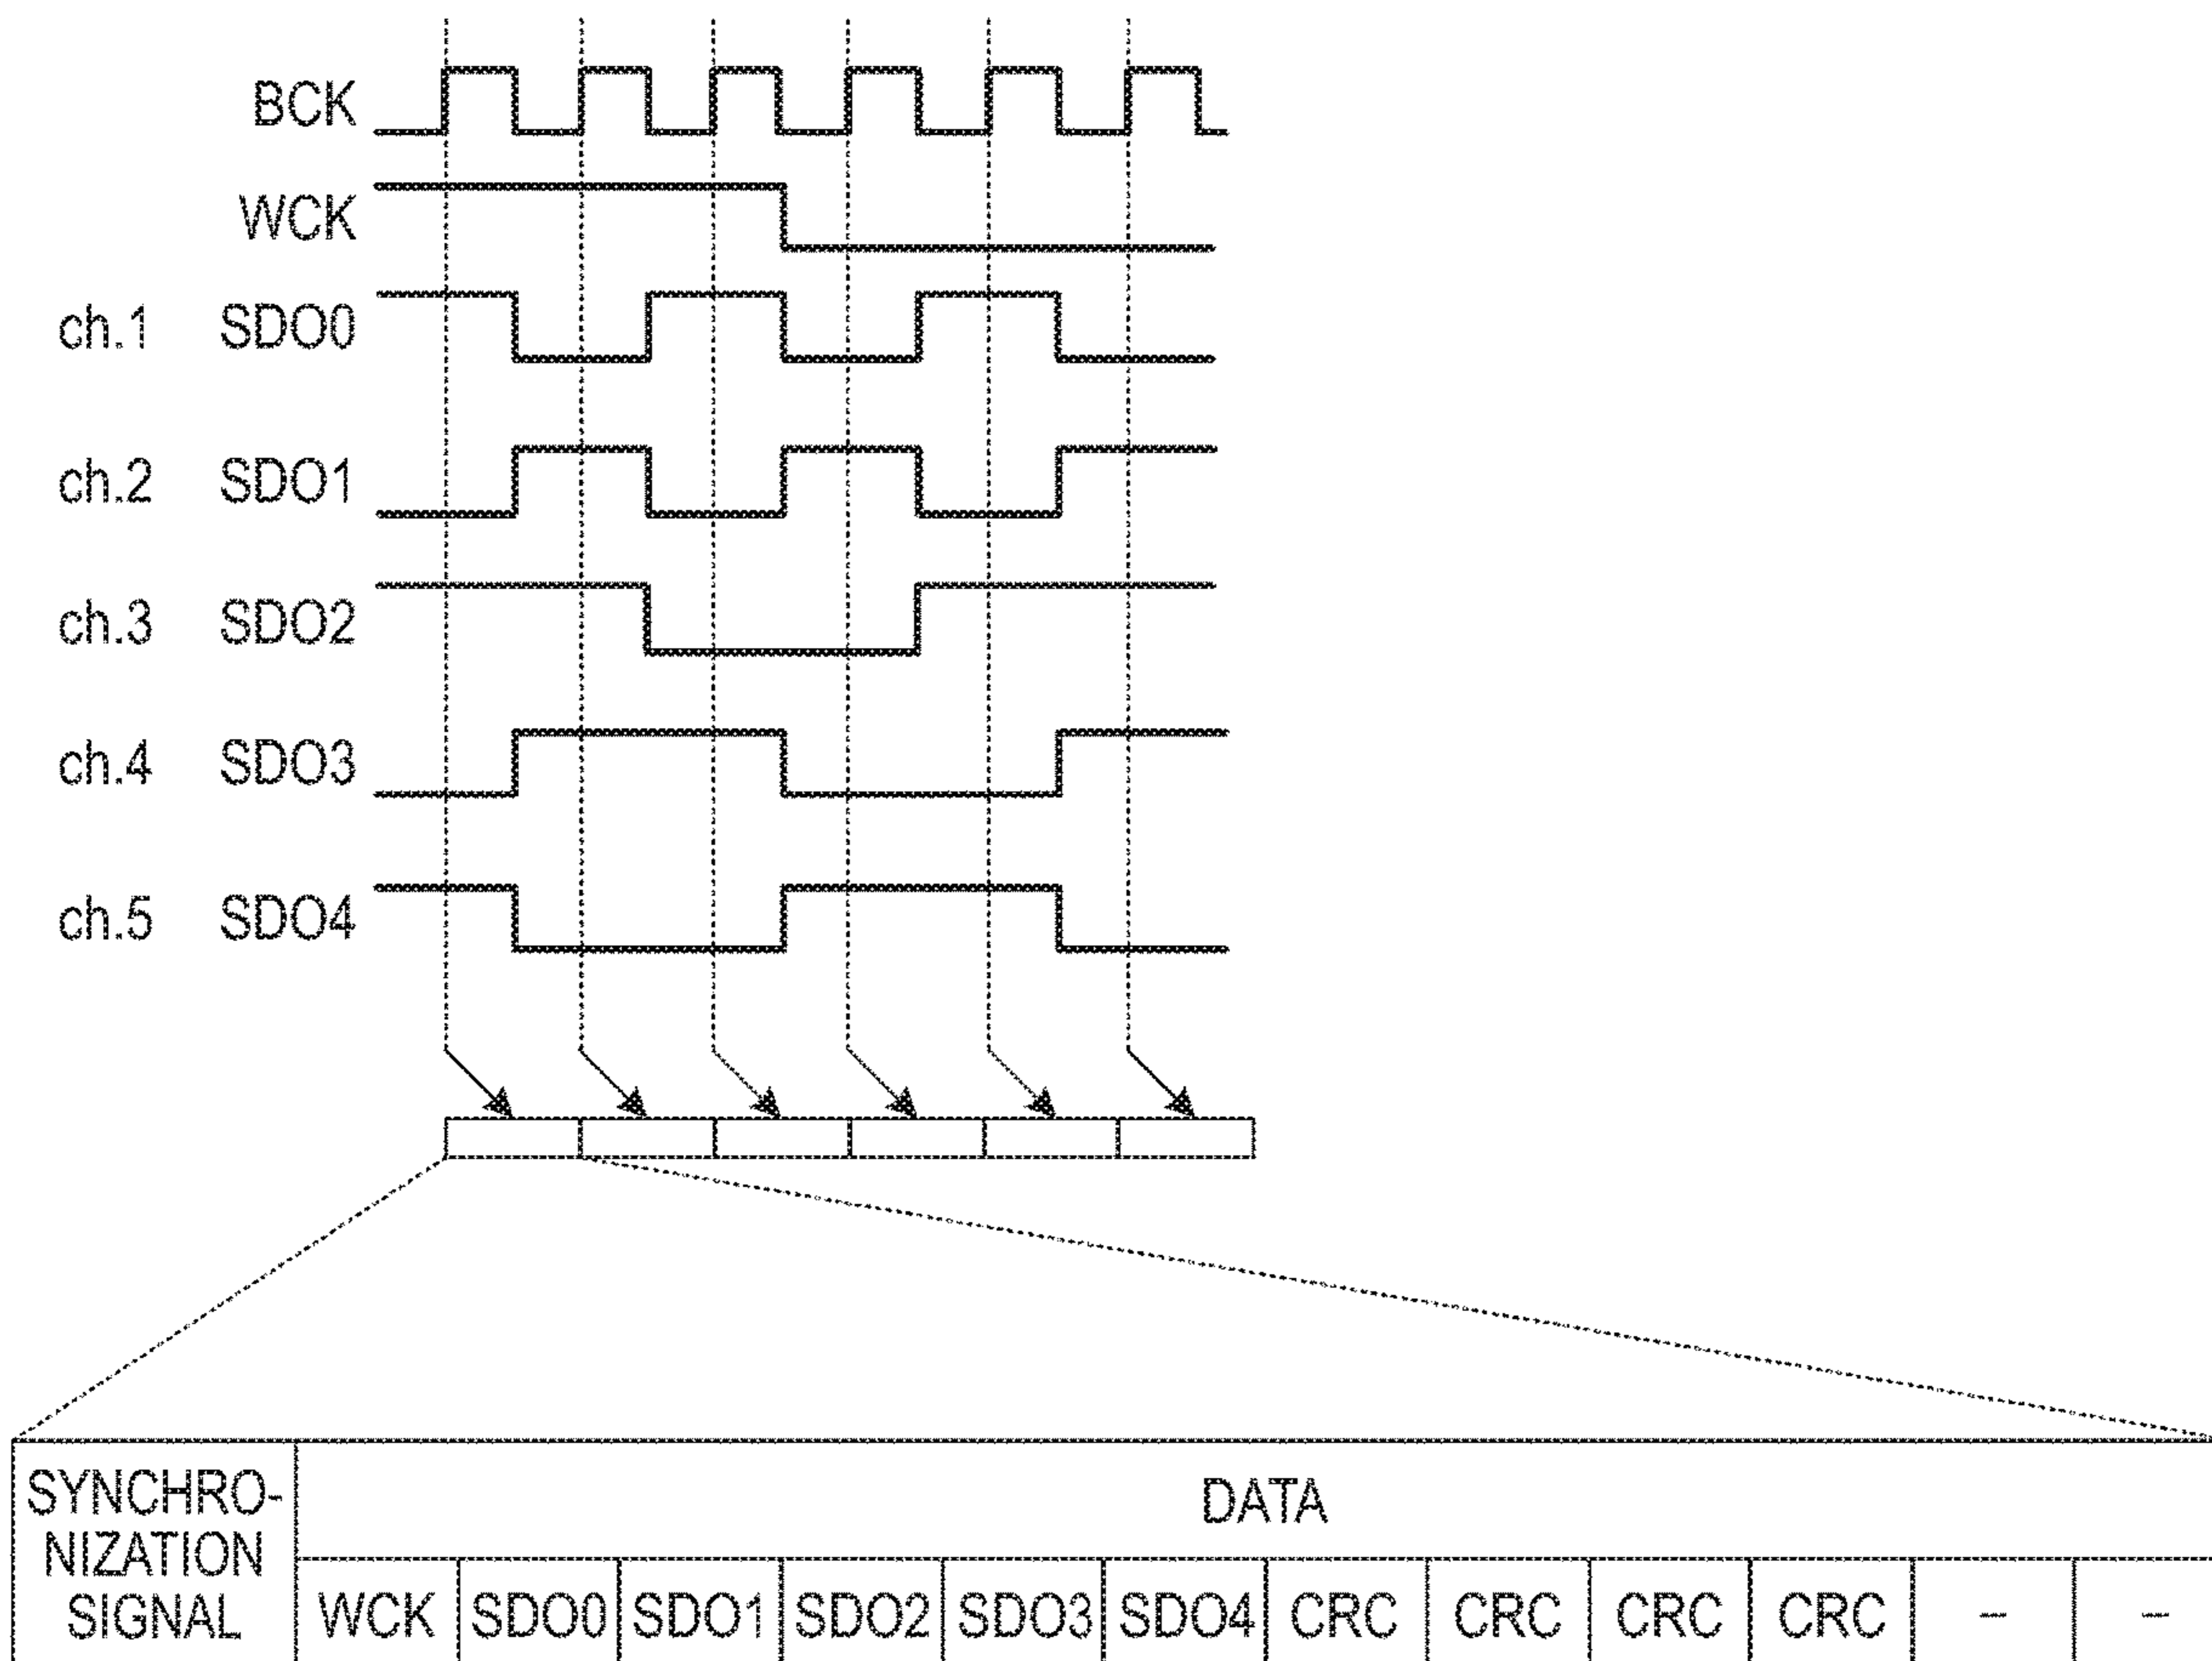 BCK
WCK
ch.1 SDO0
ch.2 SDO1
ch.3 SDO2
ch.4 SDO3
ch.5 SDO4
SYNCHRO-
NIZATION
SIGNAL
DATA
WCK SDO0 SDO1 SDO2 SDO3 SDO4 CRC CRC CRC CRC - -